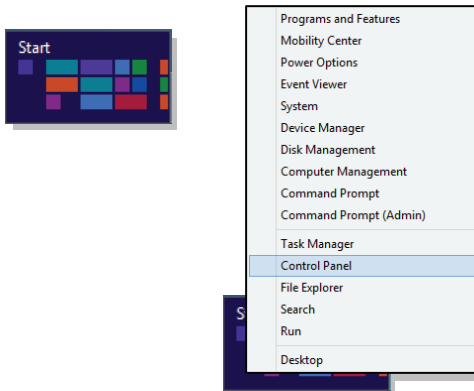 Start
Programs and Features
Mobility Center
Power Options
Event Viewer
System
Device Manager
Disk Management
Computer Management
Command Prompt
Command Prompt (Admin)
Task Manager
Control Panel
File Explorer
Search
Run
Desktop